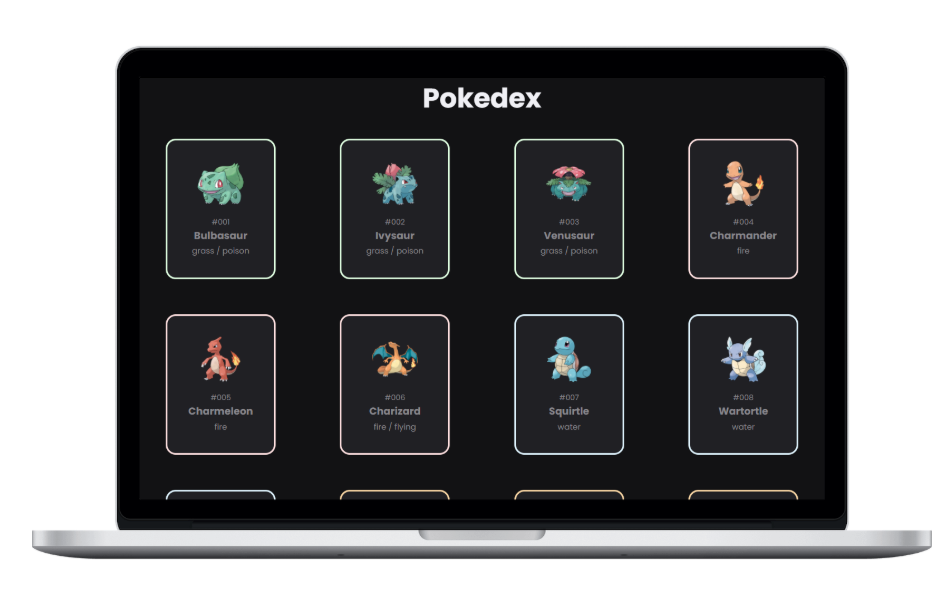 Pokedex
#001
Bulbasaur
grass / poison
#002
Ivysaur
grass / poison
#003
Venusaur
grass / poison
#004
Charmander
fire
#005
Charmeleon
fire
#006
Charizard
fire / flying
#007
Squirtle
water
#008
Wartortle
water